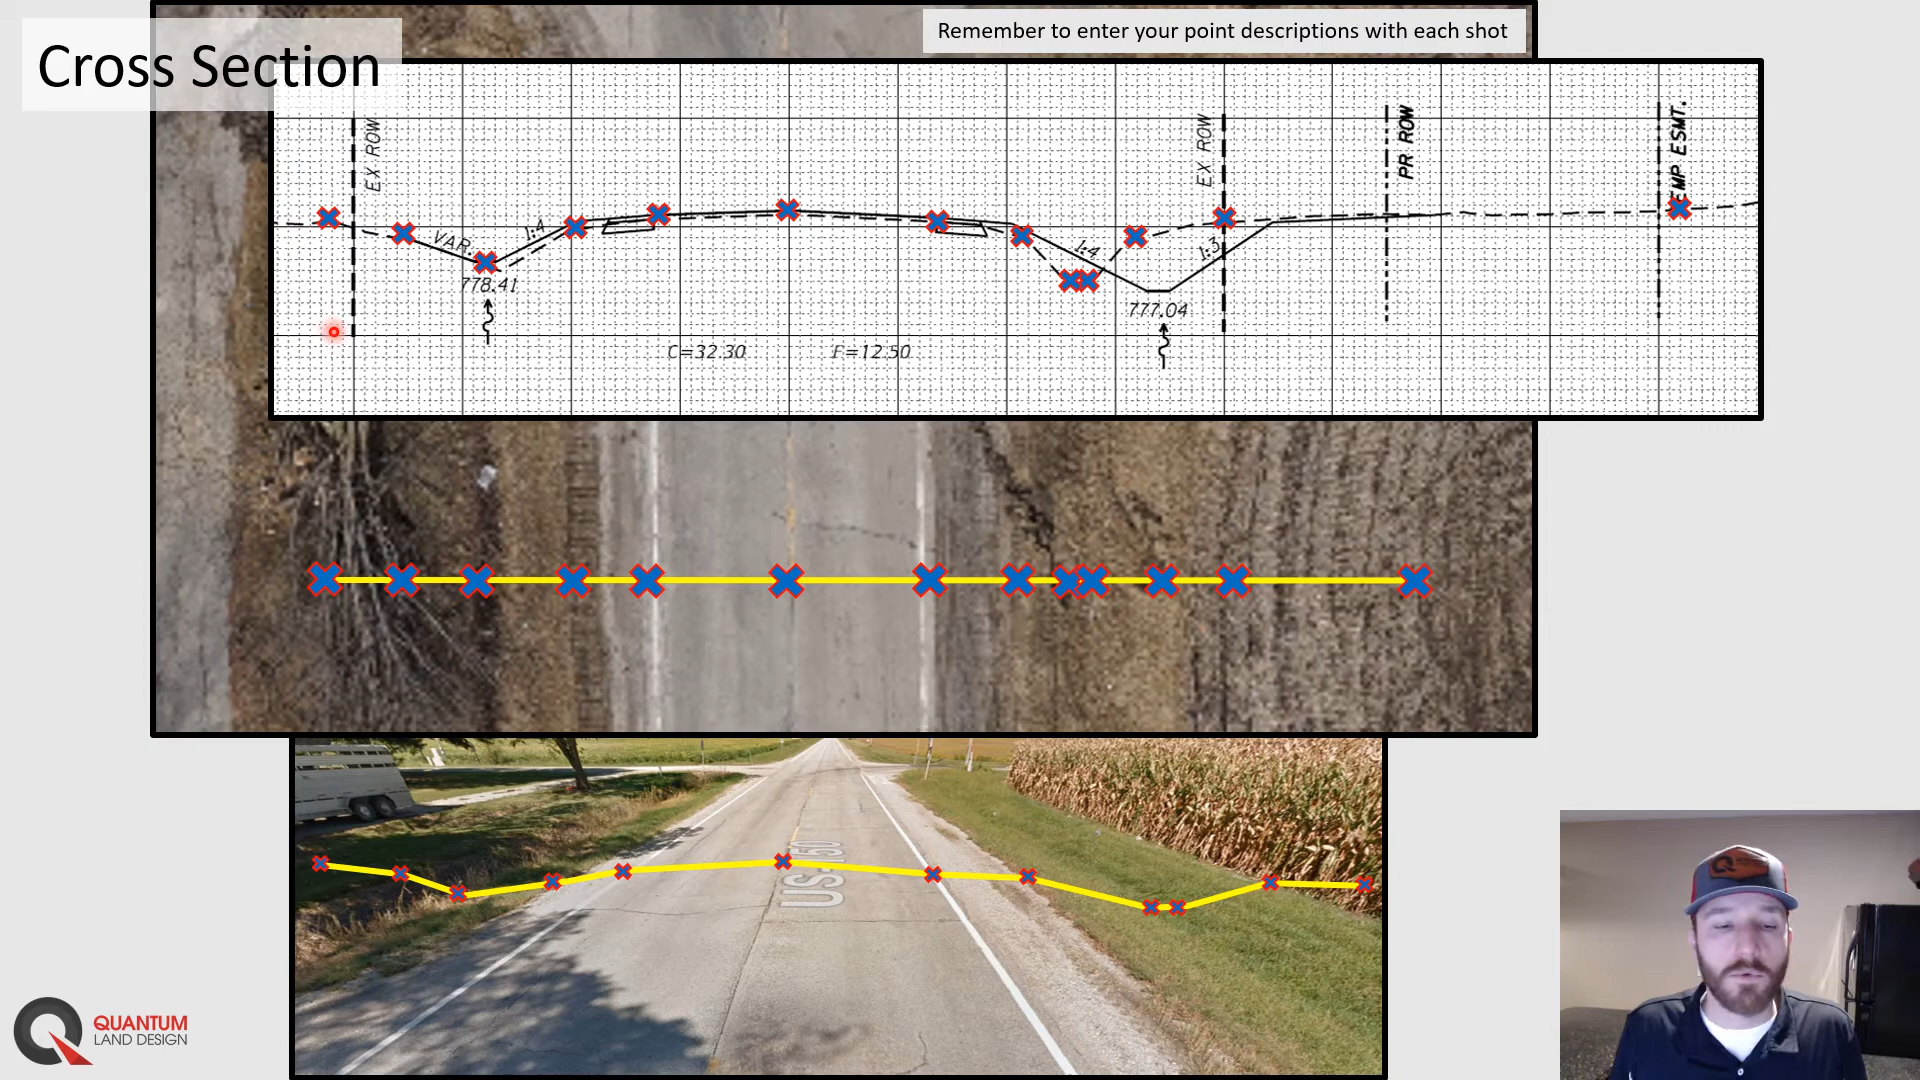 Remember to enter your point descriptions with each shot
Cross Section
EX ROW
EX ROW
PR ROW
EMP ESMT.
VAR.
1:4
1:4
1:3
778.41
777.04
C=32.30
F=12.50
US-150
QUANTUM
LAND DESIGN